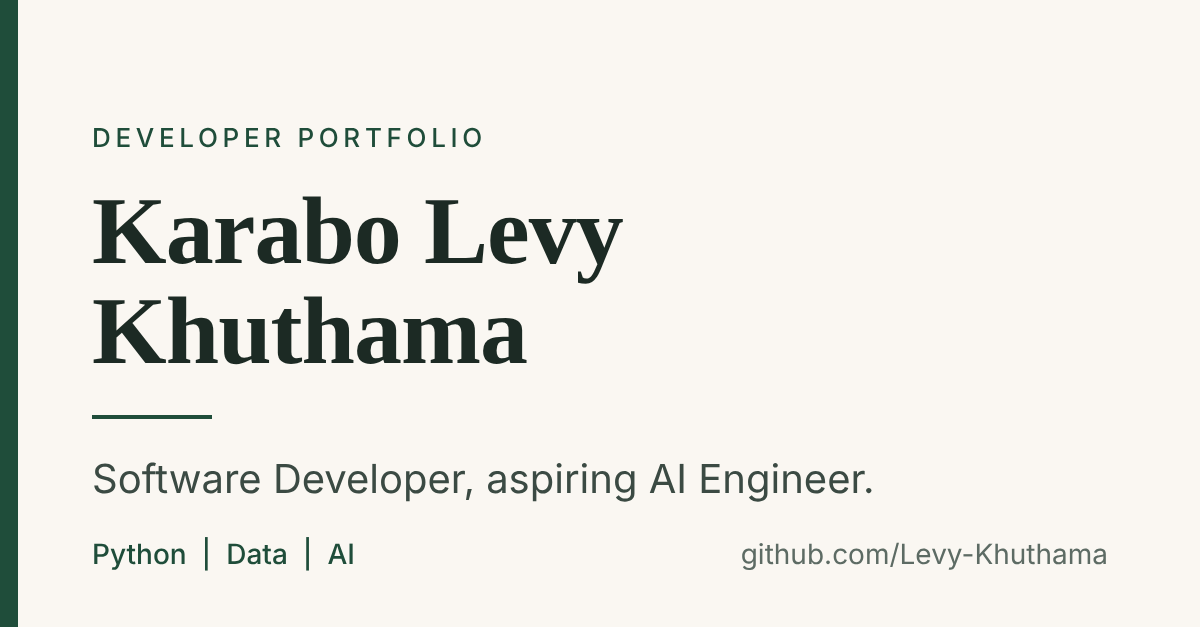 DEVELOPER PORTFOLIO
Karabo Levy
Khuthama
Software Developer, aspiring AI Engineer.
Python | Data | AI
github.com/Levy-Khuthama